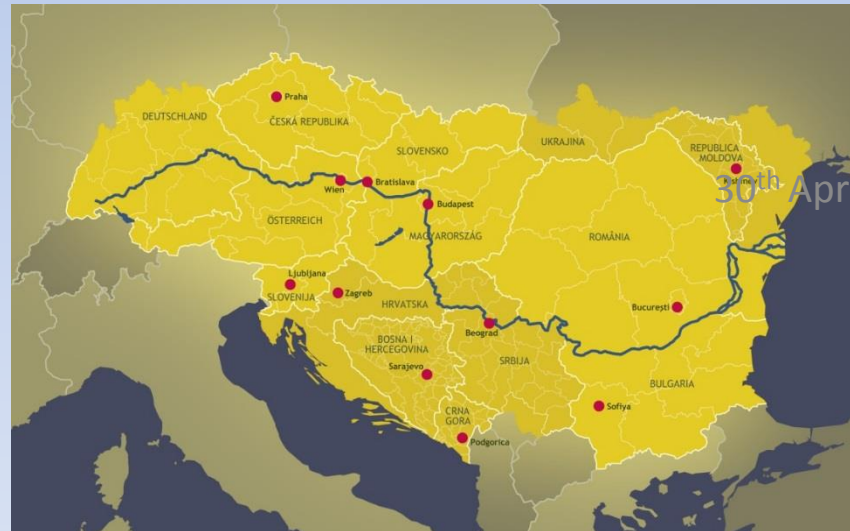 Praha
DEUTSCHLAND
ČESKÁ REPUBLIKA
SLOVENSKO
UKRAJINA
REPUBLICA
MOLDOVA
30th Apr
Wien
Bratislava
Budapest
ÖSTERREICH
MAGYARORSZÁG
ROMÂNIA
Ljubljana
SLOVENIJA
Zagreb
HRVATSKA
București
Beograd
BOSNA I
HERCEGOVINA
SRBIJA
Sarajevo
BULGARIA
CRNA
GORA
Sofiya
Podgorica